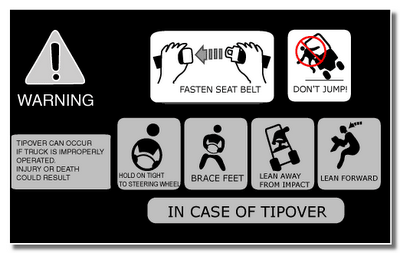 WARNING
FASTEN SEAT BELT
DON'T JUMP!
TIPOVER CAN OCCUR
IF TRUCK IS IMPROPERLY
OPERATED.
INJURY OR DEATH
COULD RESULT
HOLD ON TIGHT
TO STEERING WHEEL
BRACE FEET
LEAN AWAY
FROM IMPACT
LEAN FORWARD
IN CASE OF TIPOVER